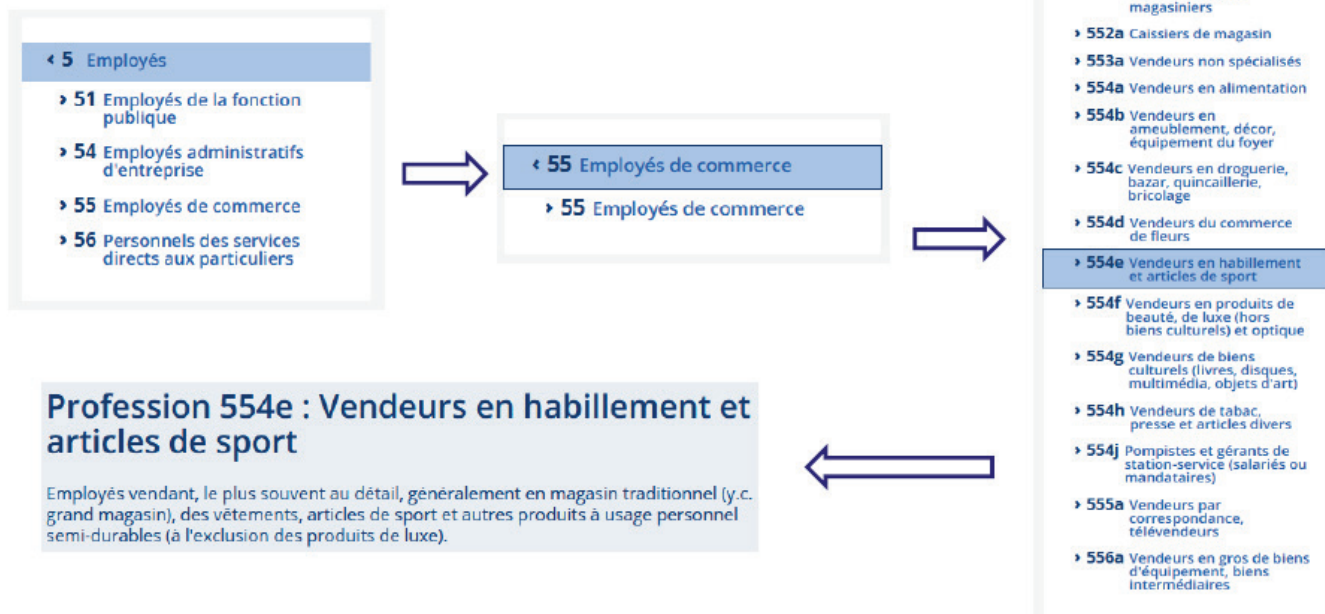 ‹ 5 Employés
› 51 Employés de la fonction
publique
› 54 Employés administratifs
d'entreprise
› 55 Employés de commerce
› 56 Personnels des services
directs aux particuliers
‹ 55 Employés de commerce
› 55 Employés de commerce
magasiniers
› 552a Caissiers de magasin
› 553a Vendeurs non spécialisés
› 554a Vendeurs en alimentation
› 554b Vendeurs en
ameublement, décor,
équipement du foyer
› 554c Vendeurs en droguerie,
bazar, quincaillerie,
bricolage
› 554d Vendeurs du commerce
de fleurs
› 554e Vendeurs en habillement
et articles de sport
› 554f Vendeurs en produits de
beauté, de luxe (hors
biens culturels) et optique
› 554g Vendeurs de biens
culturels (livres, disques,
multimédia, objets d'art)
› 554h Vendeurs de tabac,
presse et articles divers
› 554j Pompistes et gérants de
station-service (salariés ou
mandataires)
› 555a Vendeurs par
correspondance,
télévendeurs
› 556a Vendeurs en gros de biens
d'équipement, biens
intermédiaires
Profession 554e : Vendeurs en habillement et
articles de sport
Employés vendant, le plus souvent au détail, généralement en magasin traditionnel (y.c.
grand magasin), des vêtements, articles de sport et autres produits à usage personnel
semi-durables (à l'exclusion des produits de luxe).